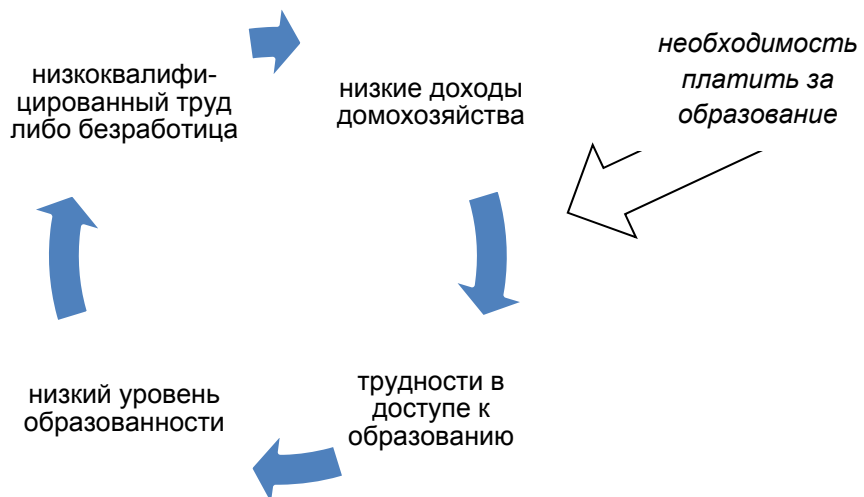 низкоквалифи-
цированный труд
либо безработица
низкие доходы
домохозяйства
необходимость
платить за
образование
трудности в
доступе к
образованию
низкий уровень
образованности